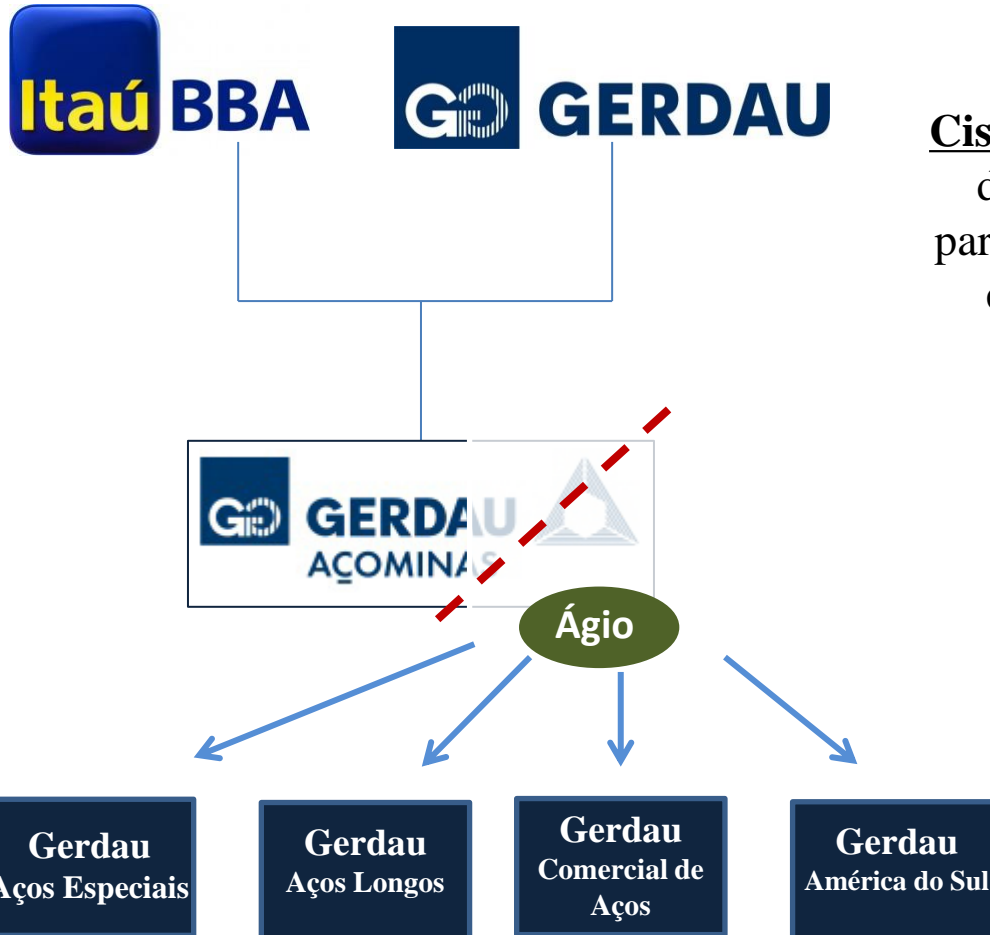 Itaú BBA
GERDAU
Cis
d
par
GERDAU
AÇOMINAS
Ágio
Gerdau
Aços Especiais
Gerdau
Aços Longos
Gerdau
Comercial de
Aços
Gerdau
América do Sul